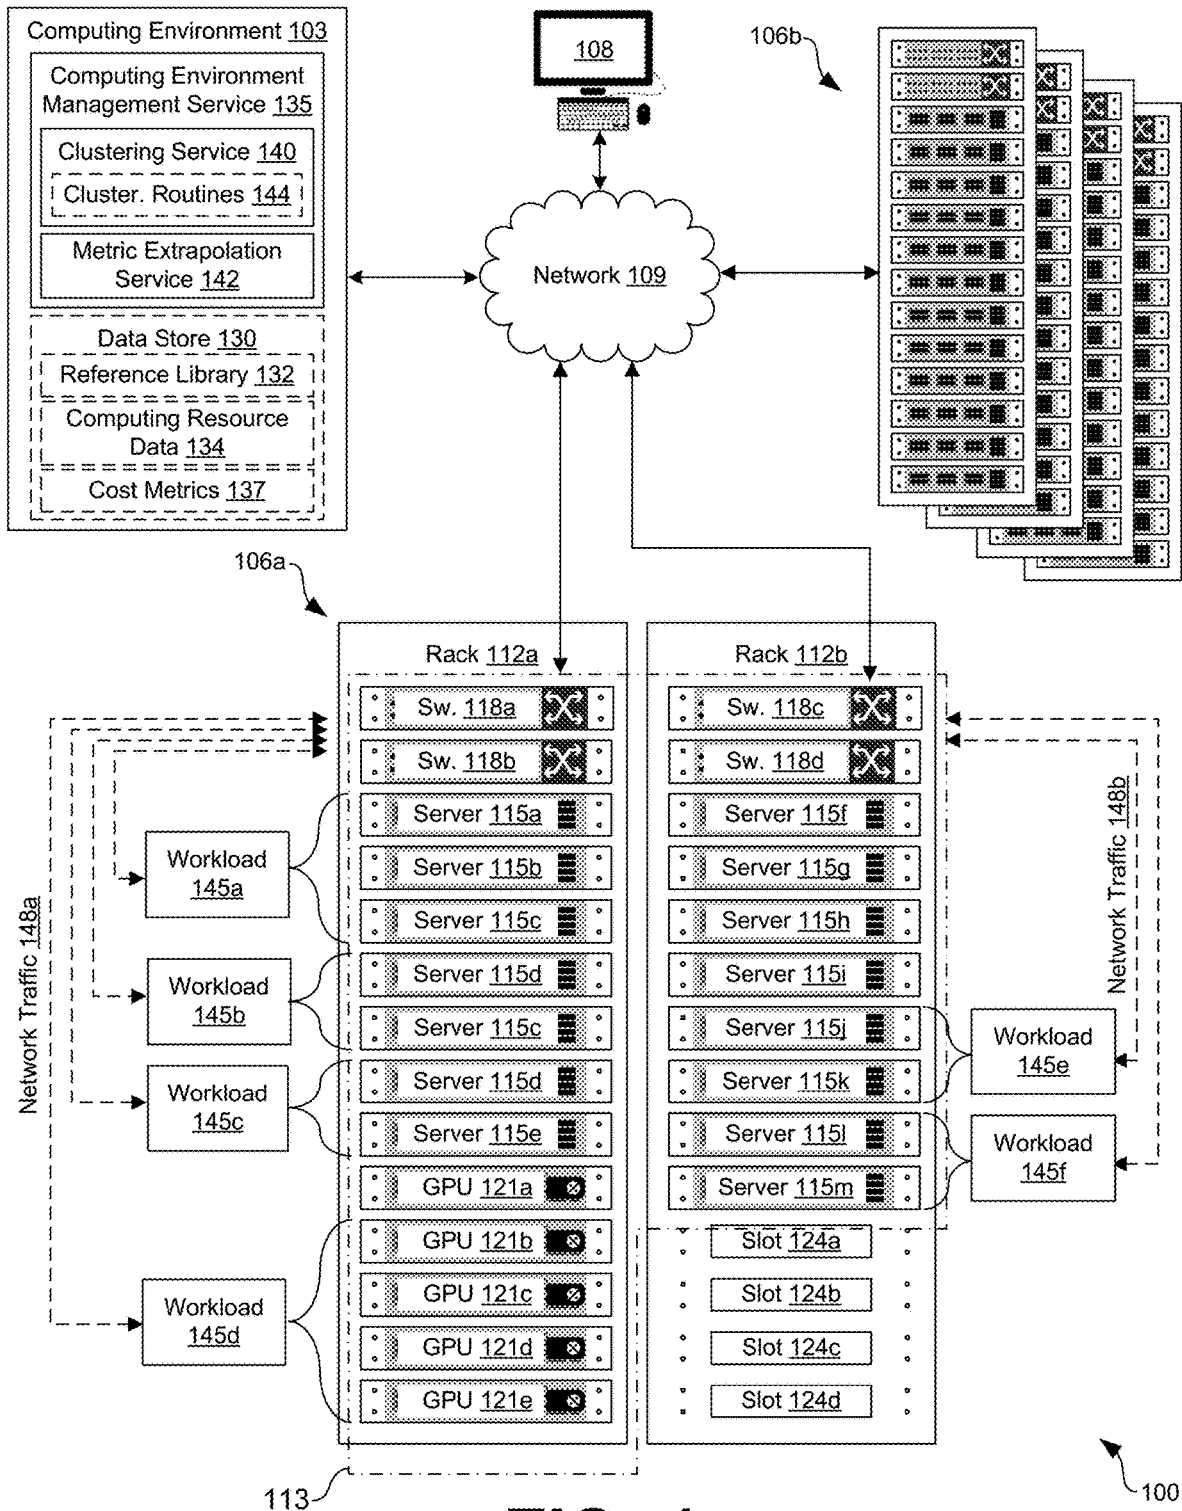 Computing Environment 103
Computing Environment
Management Service 135
Clustering Service 140
Cluster. Routines 144
Metric Extrapolation
Service 142
Data Store 130
Reference Library 132
Computing Resource
Data 134
Cost Metrics 137
108
Network 109
106b
106a
Rack 112a
Sw. 118a
Sw. 118b
Server 115a
Server 115b
Server 115c
Server 115d
Server 115c
Server 115d
Server 115e
GPU 121a
GPU 121b
GPU 121c
GPU 121d
GPU 121e
Rack 112b
Sw. 118c
Sw. 118d
Server 115f
Server 115g
Server 115h
Server 115i
Server 115j
Server 115k
Server 115l
Server 115m
Slot 124a
Slot 124b
Slot 124c
Slot 124d
Network Traffic 148a
Workload
145a
Workload
145b
Workload
145c
Workload
145d
Network Traffic 148b
Workload
145e
Workload
145f
113
100